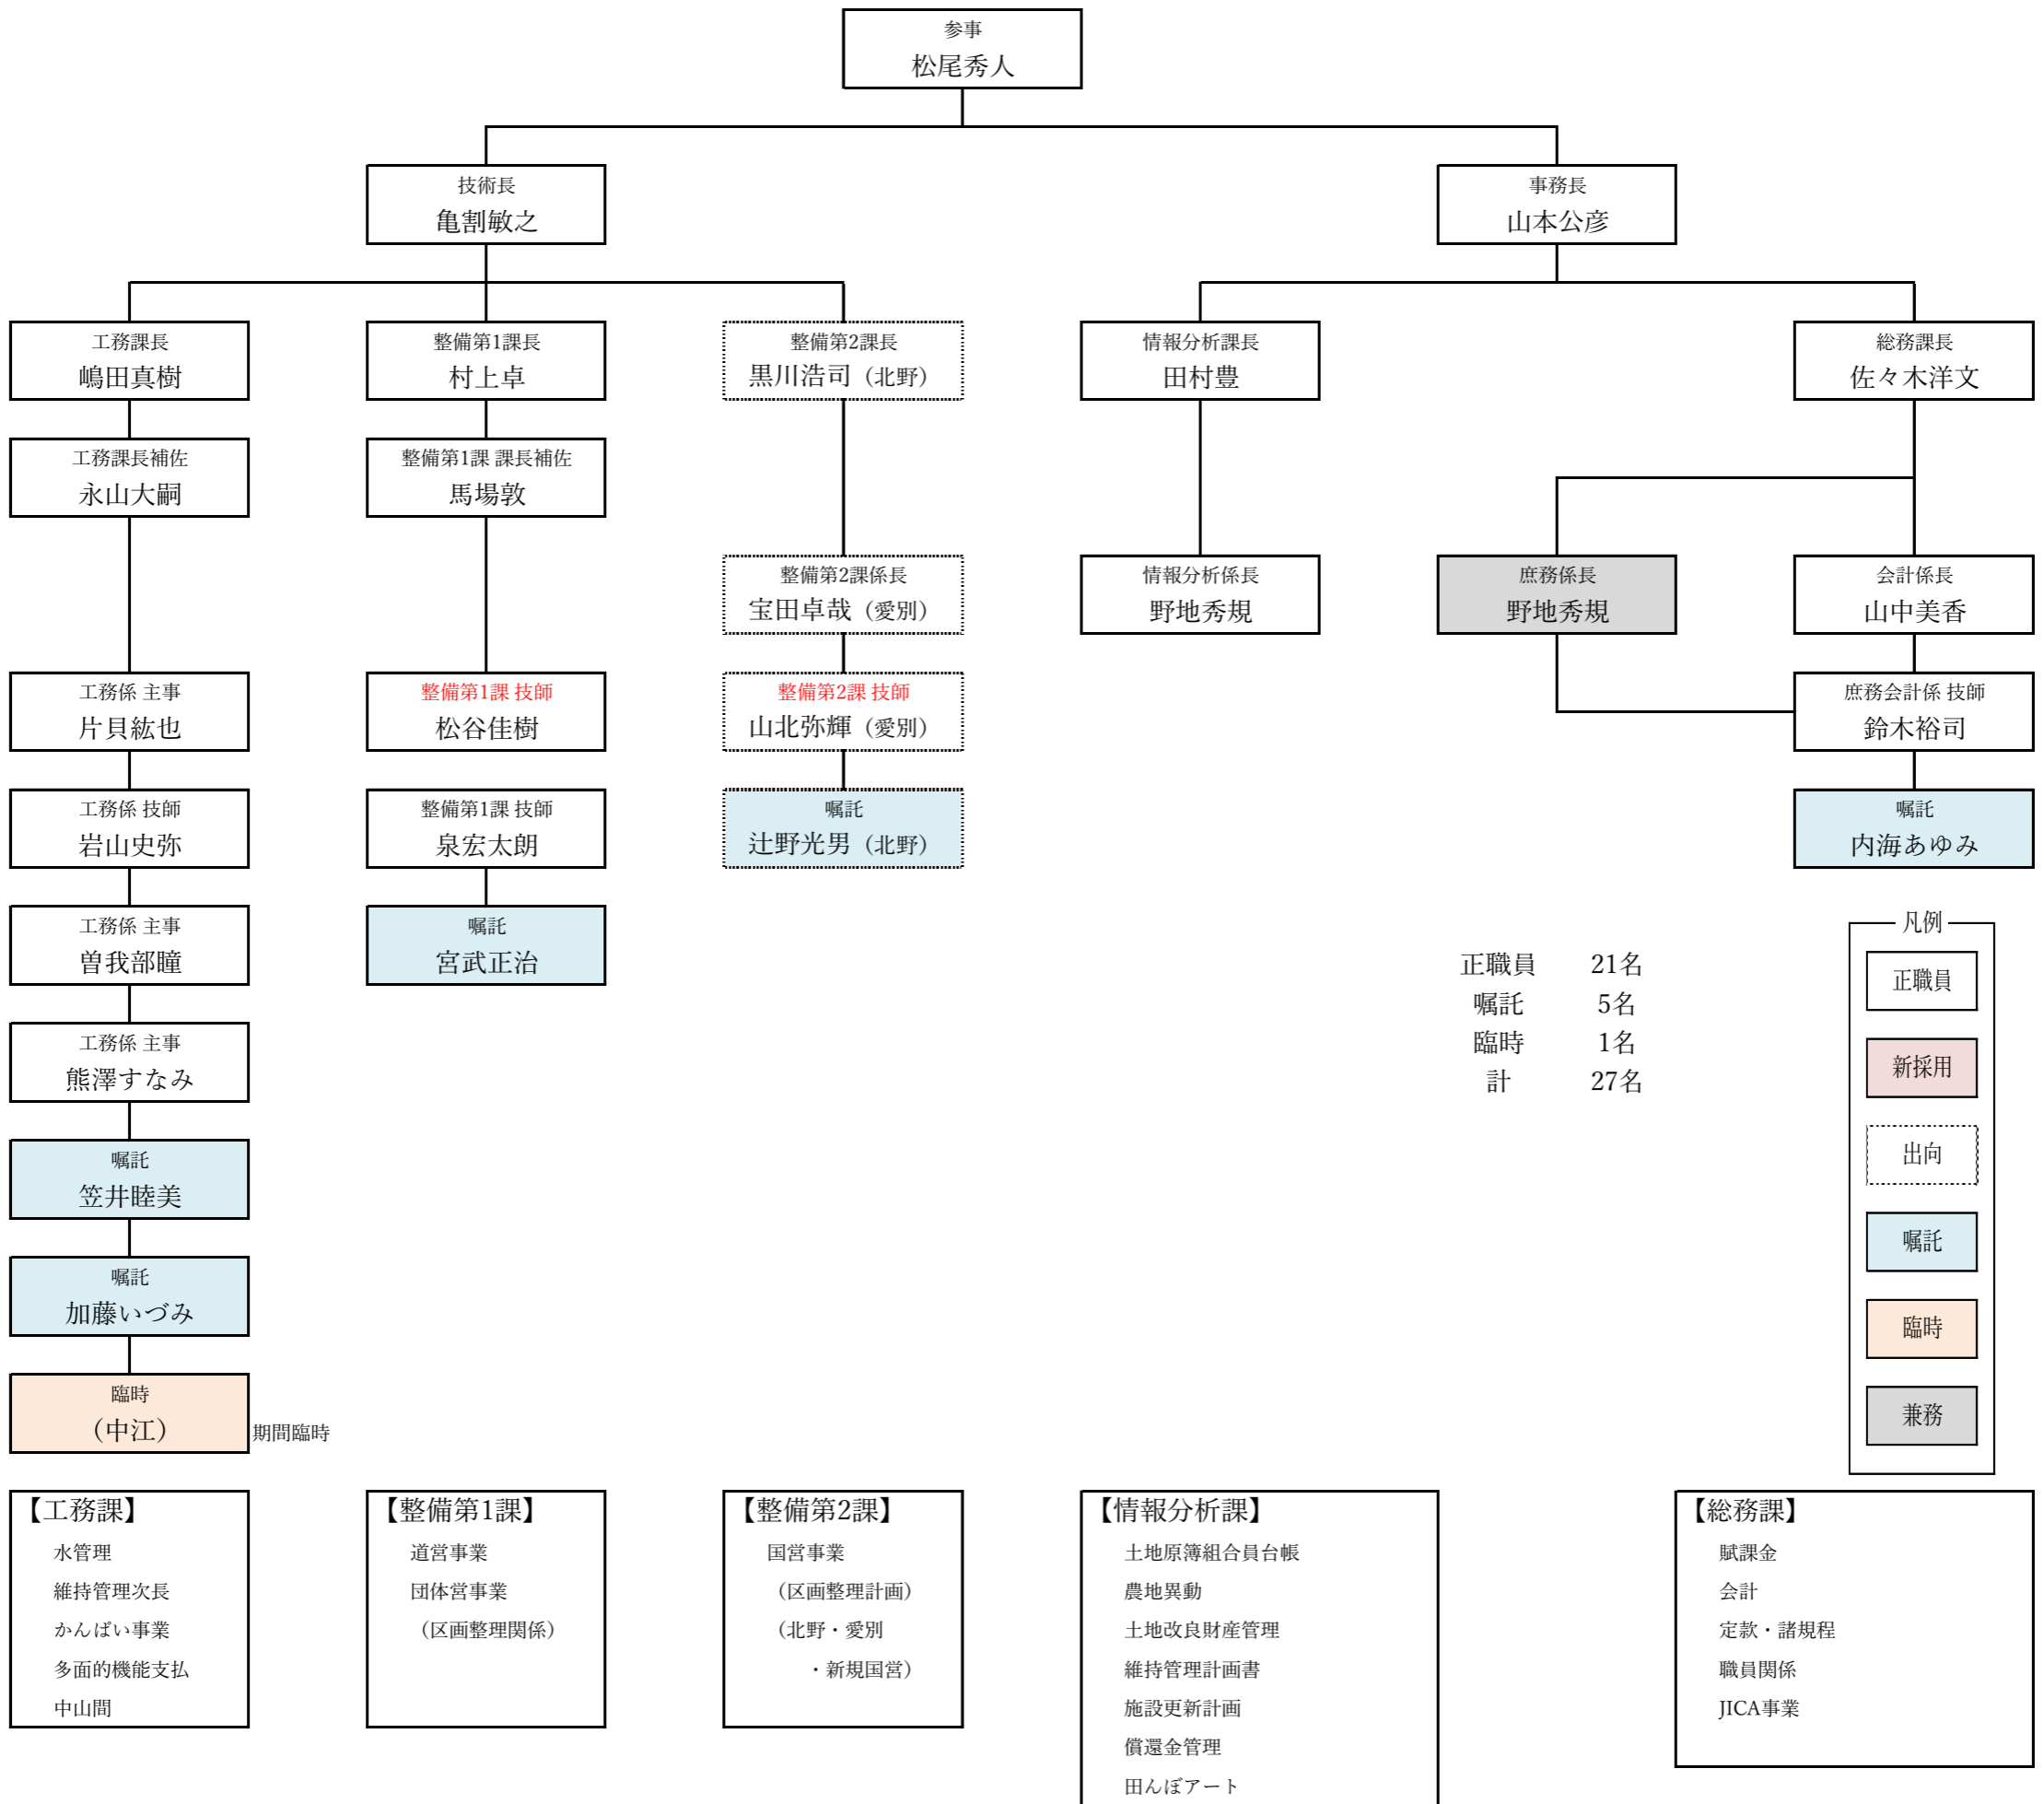 参事
松尾秀人
技術長
亀割敏之
事務長
山本公彦
工務課長
嶋田真樹
整備第1課長
村上卓
整備第2課長
黒川浩司（北野）
情報分析課長
田村豊
総務課長
佐々木洋文
工務課長補佐
永山大嗣
整備第1課 課長補佐
馬場敦
整備第2課係長
宝田卓哉（愛別）
情報分析係長
野地秀規
庶務係長
野地秀規
会計係長
山中美香
工務係 主事
片貝紘也
整備第1課 技師
松谷佳樹
整備第2課 技師
山北弥輝（愛別）
庶務会計係 技師
鈴木裕司
工務係 技師
岩山史弥
整備第1課 技師
泉宏太朗
嘱託
辻野光男（北野）
嘱託
内海あゆみ
工務係 主事
曽我部瞳
嘱託
宮武正治
工務係 主事
熊澤すなみ
嘱託
笠井睦美
嘱託
加藤いづみ
臨時
（中江）
期間臨時
正職員 21名
嘱託 5名
臨時 1名
計 27名
凡例
正職員
新採用
出向
嘱託
臨時
兼務
【工務課】
水管理
維持管理次長
かんぱい事業
多面的機能支払
中山間
【整備第1課】
道営事業
団体営事業
（区画整理関係）
【整備第2課】
国営事業
（区画整理計画）
（北野・愛別
・新規国営）
【情報分析課】
土地原簿組合員台帳
農地異動
土地改良財産管理
維持管理計画書
施設更新計画
償還金管理
田んぼアート
【総務課】
賦課金
会計
定款・諸規程
職員関係
JICA事業